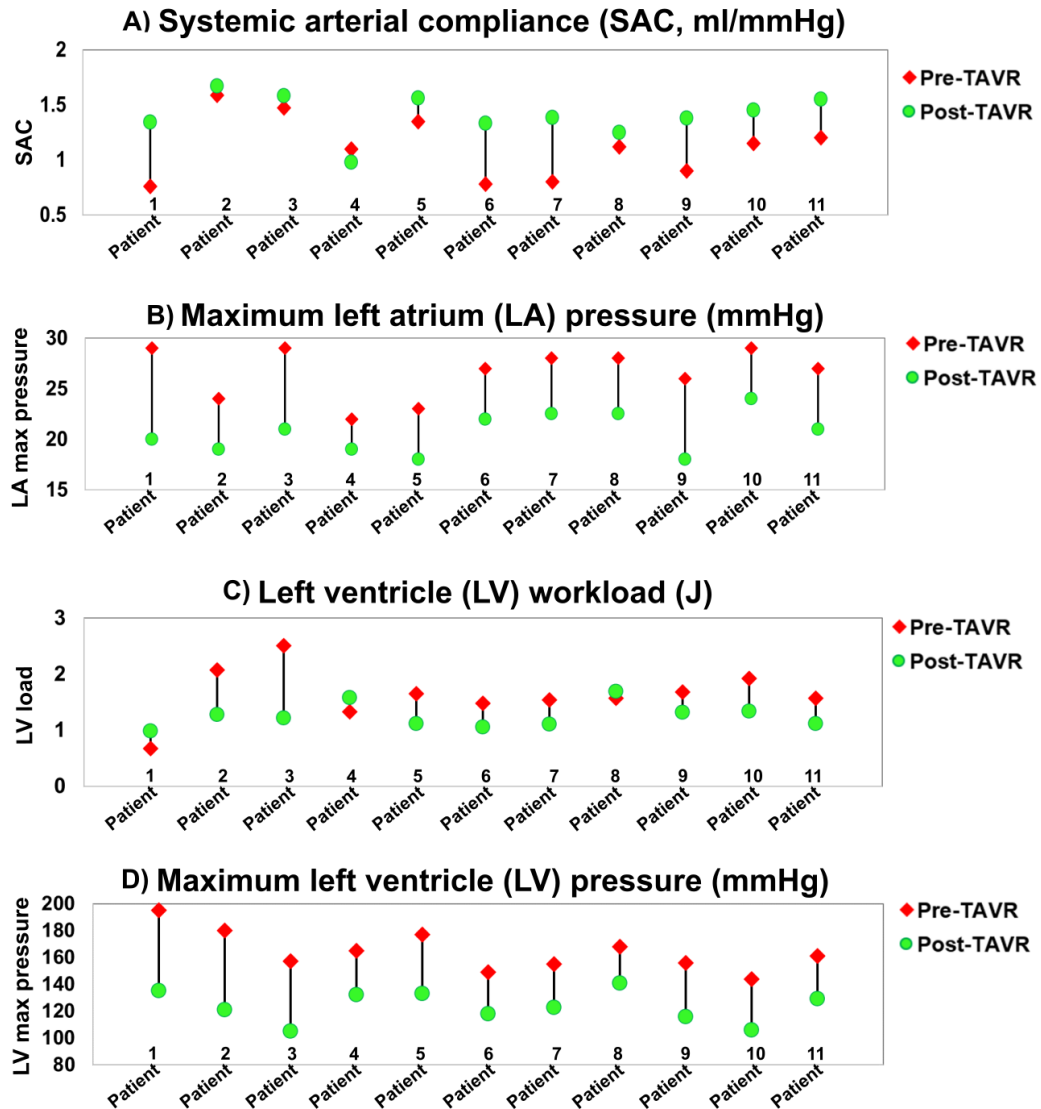 A) Systemic arterial compliance (SAC, ml/mmHg)
2
1.5
1
0.5
SAC
Pre-TAVR
Post-TAVR
1 2 3 4 5 6 7 8 9 10 11
Patient Patient Patient Patient Patient Patient Patient Patient Patient Patient Patient
B) Maximum left atrium (LA) pressure (mmHg)
30
25
20
15
LA max pressure
Pre-TAVR
Post-TAVR
1 2 3 4 5 6 7 8 9 10 11
Patient Patient Patient Patient Patient Patient Patient Patient Patient Patient Patient
C) Left ventricle (LV) workload (J)
3
2
1
0
LV load
Pre-TAVR
Post-TAVR
1 2 3 4 5 6 7 8 9 10 11
Patient Patient Patient Patient Patient Patient Patient Patient Patient Patient Patient
D) Maximum left ventricle (LV) pressure (mmHg)
200
180
160
140
120
100
80
LV max pressure
Pre-TAVR
Post-TAVR
1 2 3 4 5 6 7 8 9 10 11
Patient Patient Patient Patient Patient Patient Patient Patient Patient Patient Patient